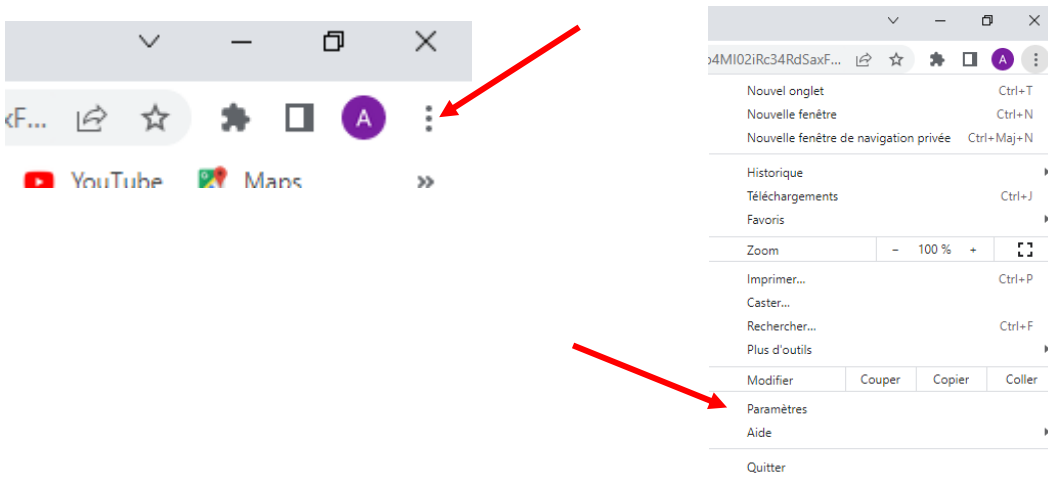 xF... A
YouTube Maps »
o4MI02iRc34RdSaxF... A
Nouvel onglet Ctrl+T
Nouvelle fenêtre Ctrl+N
Nouvelle fenêtre de navigation privée Ctrl+Maj+N
Historique
Téléchargements Ctrl+J
Favoris
Zoom - 100 % +
Imprimer... Ctrl+P
Caster...
Rechercher... Ctrl+F
Plus d'outils
Modifier Couper Copier Coller
Paramètres
Aide
Quitter